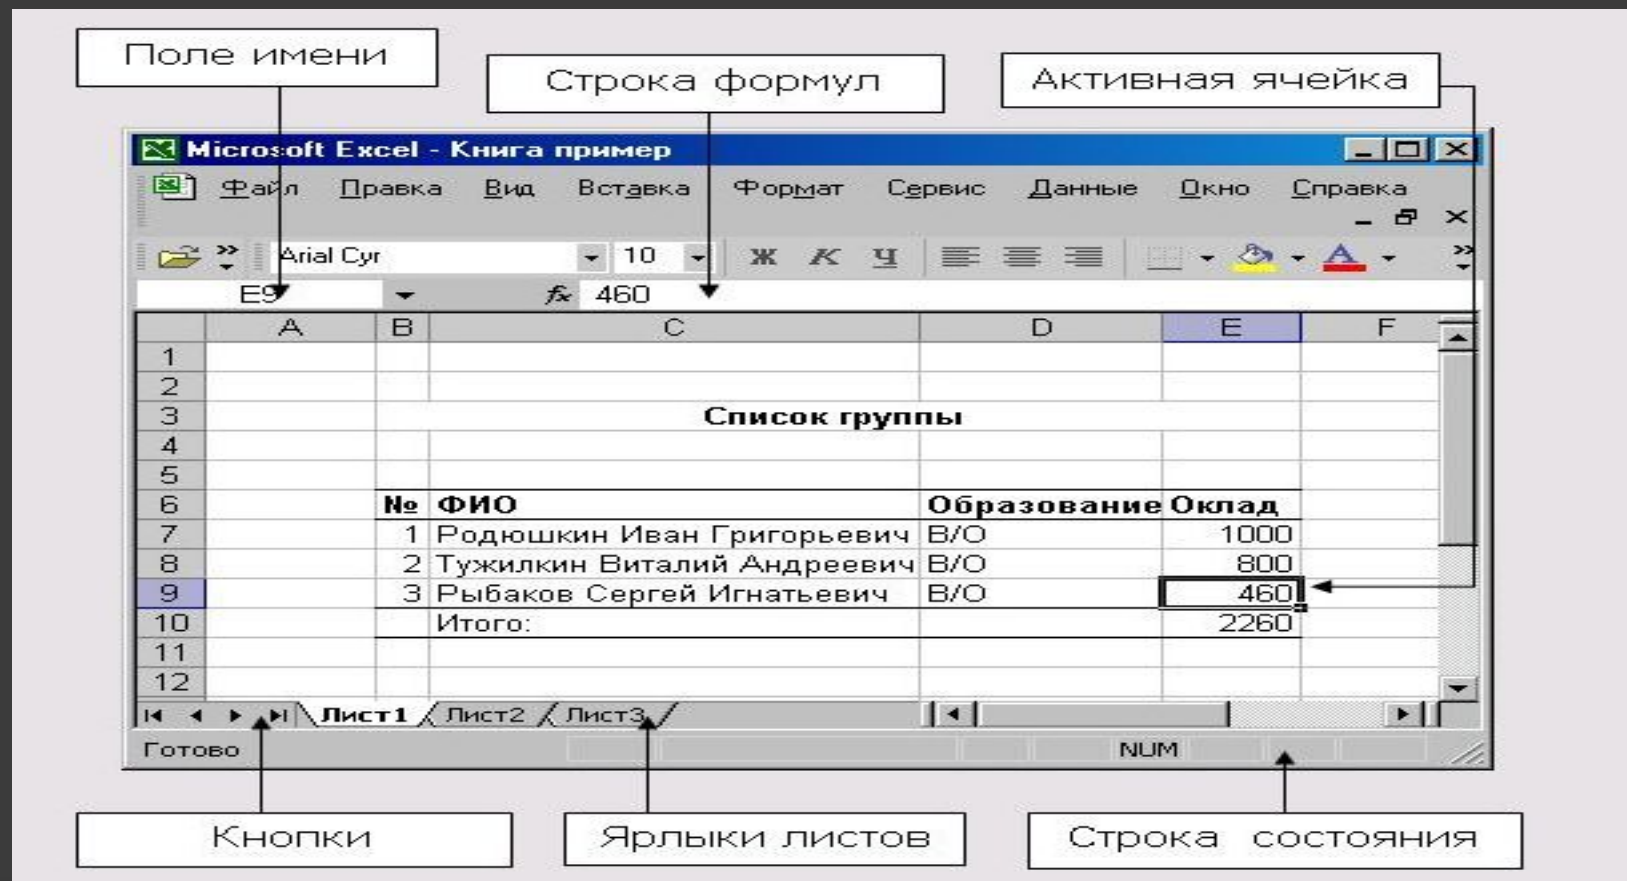 Поле имени
Строка формул
Активная ячейка
Microsoft Excel - Книга пример
Файл Правка Вид Вставка Формат Сервис Данные Окно Справка
Arial Cyr 10 Ж К Ч А
E9 fx 460
A B C D E F
1
2
3 Список группы
4
5
6 № ФИО Образование Оклад
7 1 Родюшкин Иван Григорьевич В/О 1000
8 2 Тужилкин Виталий Андреевич В/О 800
9 3 Рыбаков Сергей Игнатьевич В/О 460
10 Итого: 2260
11
12
Лист1 Лист2 Лист3
Готово NUM
Кнопки
Ярлыки листов
Строка состояния